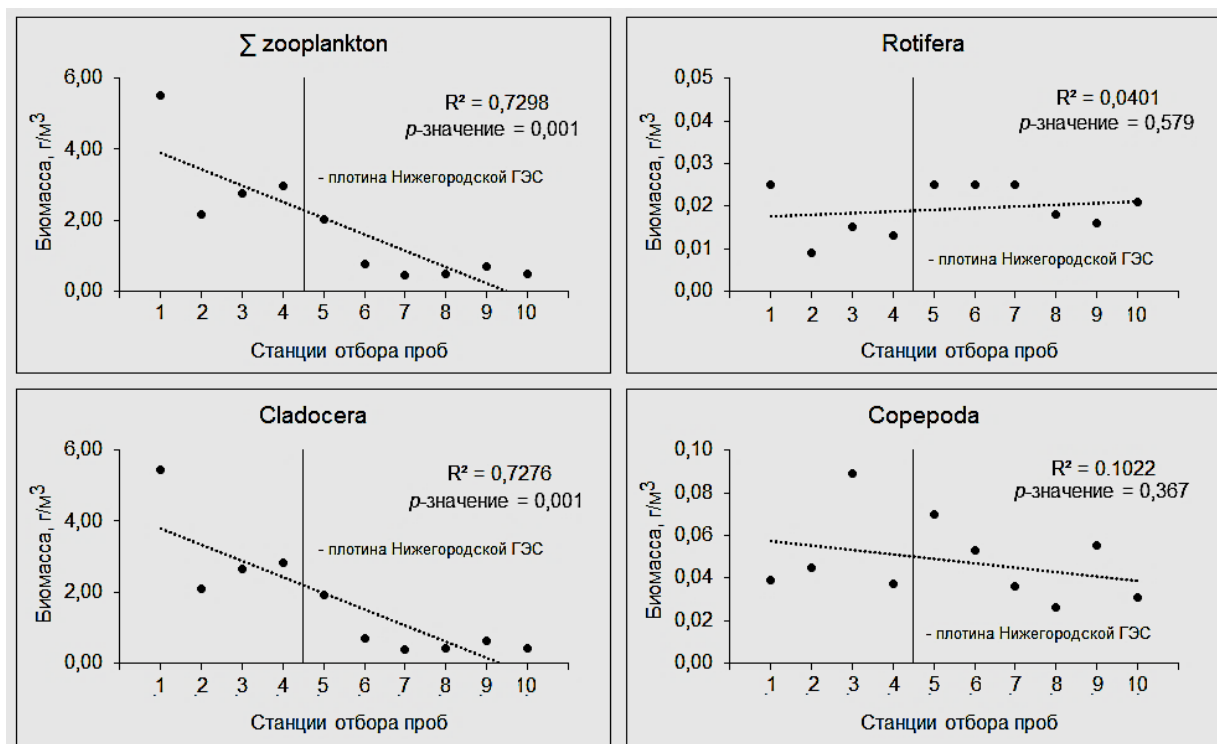 ∑ zooplankton
6,00
4,00
2,00
0,00
Биомасса, г/м³
R² = 0,7298
p-значение = 0,001
- плотина Нижегородской ГЭС
1 2 3 4 5 6 7 8 9 10
Станции отбора проб
Rotifera
0,05
0,04
0,03
0,02
0,01
0,00
Биомасса, г/м³
R² = 0,0401
p-значение = 0,579
- плотина Нижегородской ГЭС
1 2 3 4 5 6 7 8 9 10
Станции отбора проб
Cladocera
6,00
4,00
2,00
0,00
Биомасса, г/м³
R² = 0,7276
p-значение = 0,001
- плотина Нижегородской ГЭС
1 2 3 4 5 6 7 8 9 10
Станции отбора проб
Copepoda
0,10
0,08
0,06
0,04
0,02
0,00
Биомасса, г/м³
R² = 0.1022
p-значение = 0,367
- плотина Нижегородской ГЭС
1 2 3 4 5 6 7 8 9 10
Станции отбора проб